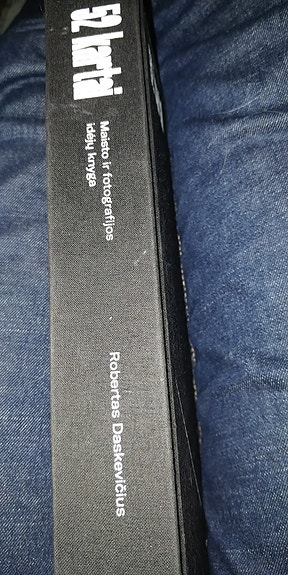 52 kartai
Maisto ir fotografijos
idėjų knyga
Robertas Daskevičius